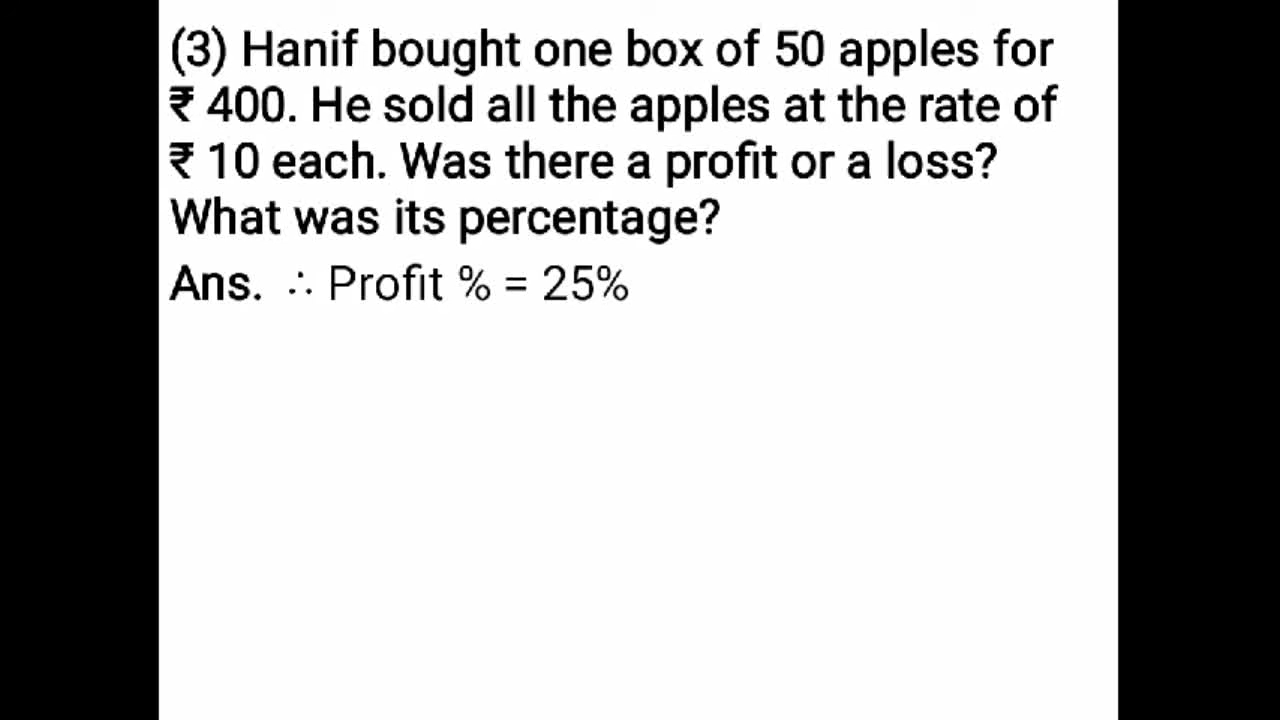 (3) Hanif bought one box of 50 apples for
₹ 400. He sold all the apples at the rate of
₹ 10 each. Was there a profit or a loss?
What was its percentage?
Ans. ∴ Profit % = 25%